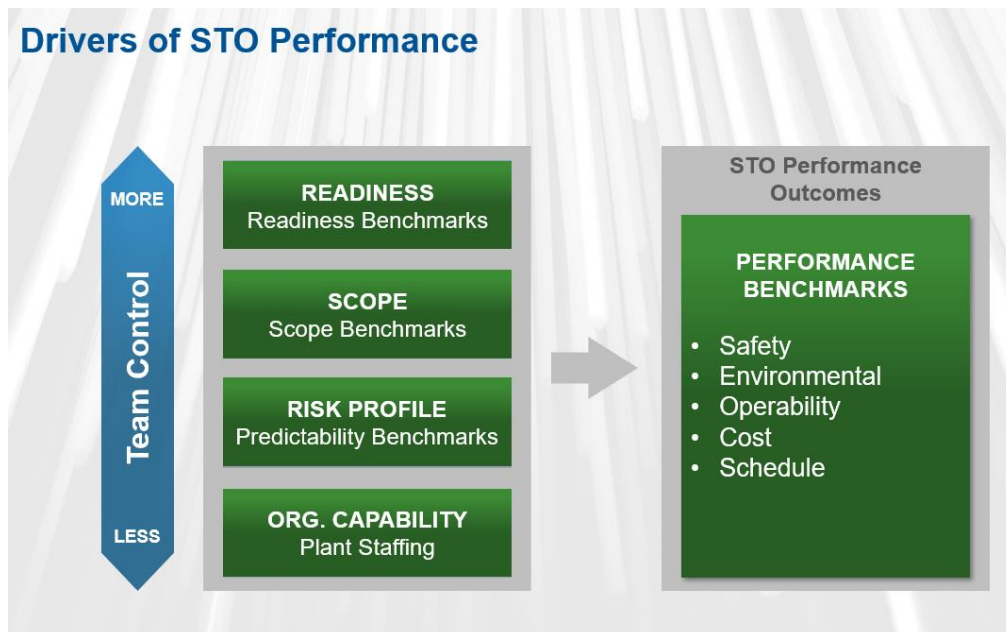 Drivers of STO Performance
MORE
Team Control
LESS
READINESS
Readiness Benchmarks
SCOPE
Scope Benchmarks
RISK PROFILE
Predictability Benchmarks
ORG. CAPABILITY
Plant Staffing
STO Performance
Outcomes
PERFORMANCE
BENCHMARKS
• Safety
• Environmental
• Operability
• Cost
• Schedule